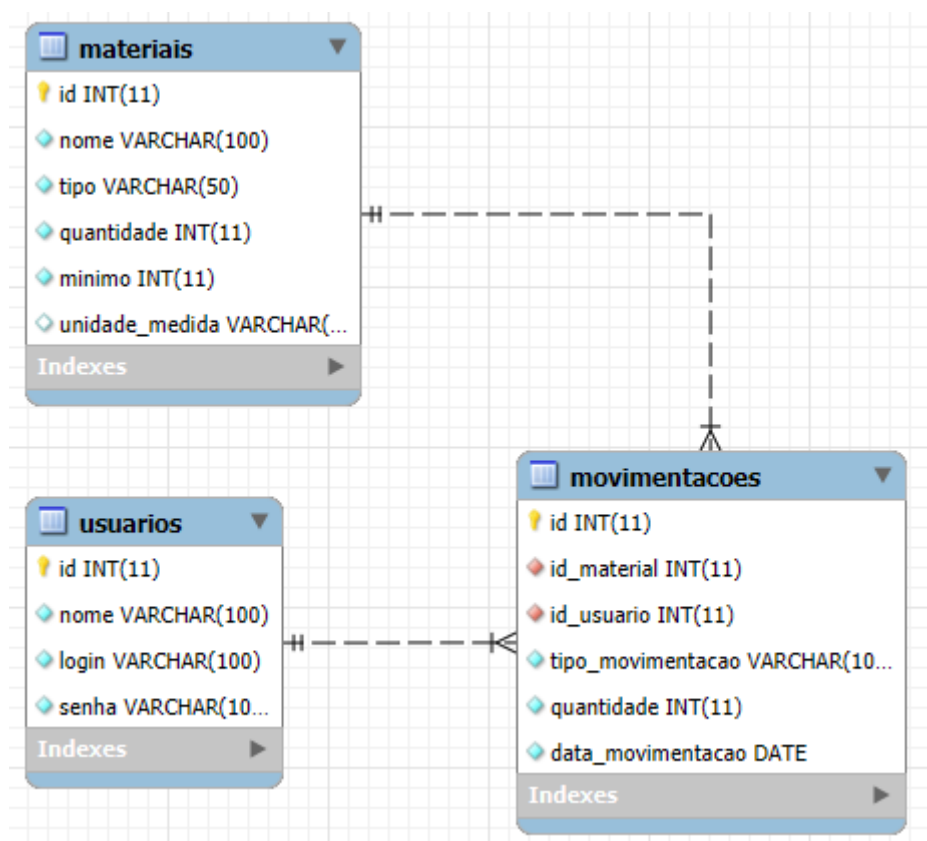 materiais
id INT(11)
nome VARCHAR(100)
tipo VARCHAR(50)
quantidade INT(11)
minimo INT(11)
unidade_medida VARCHAR(...
Indexes
usuarios
id INT(11)
nome VARCHAR(100)
login VARCHAR(100)
senha VARCHAR(10...
Indexes
movimentacoes
id INT(11)
id_material INT(11)
id_usuario INT(11)
tipo_movimentacao VARCHAR(10...
quantidade INT(11)
data_movimentacao DATE
Indexes